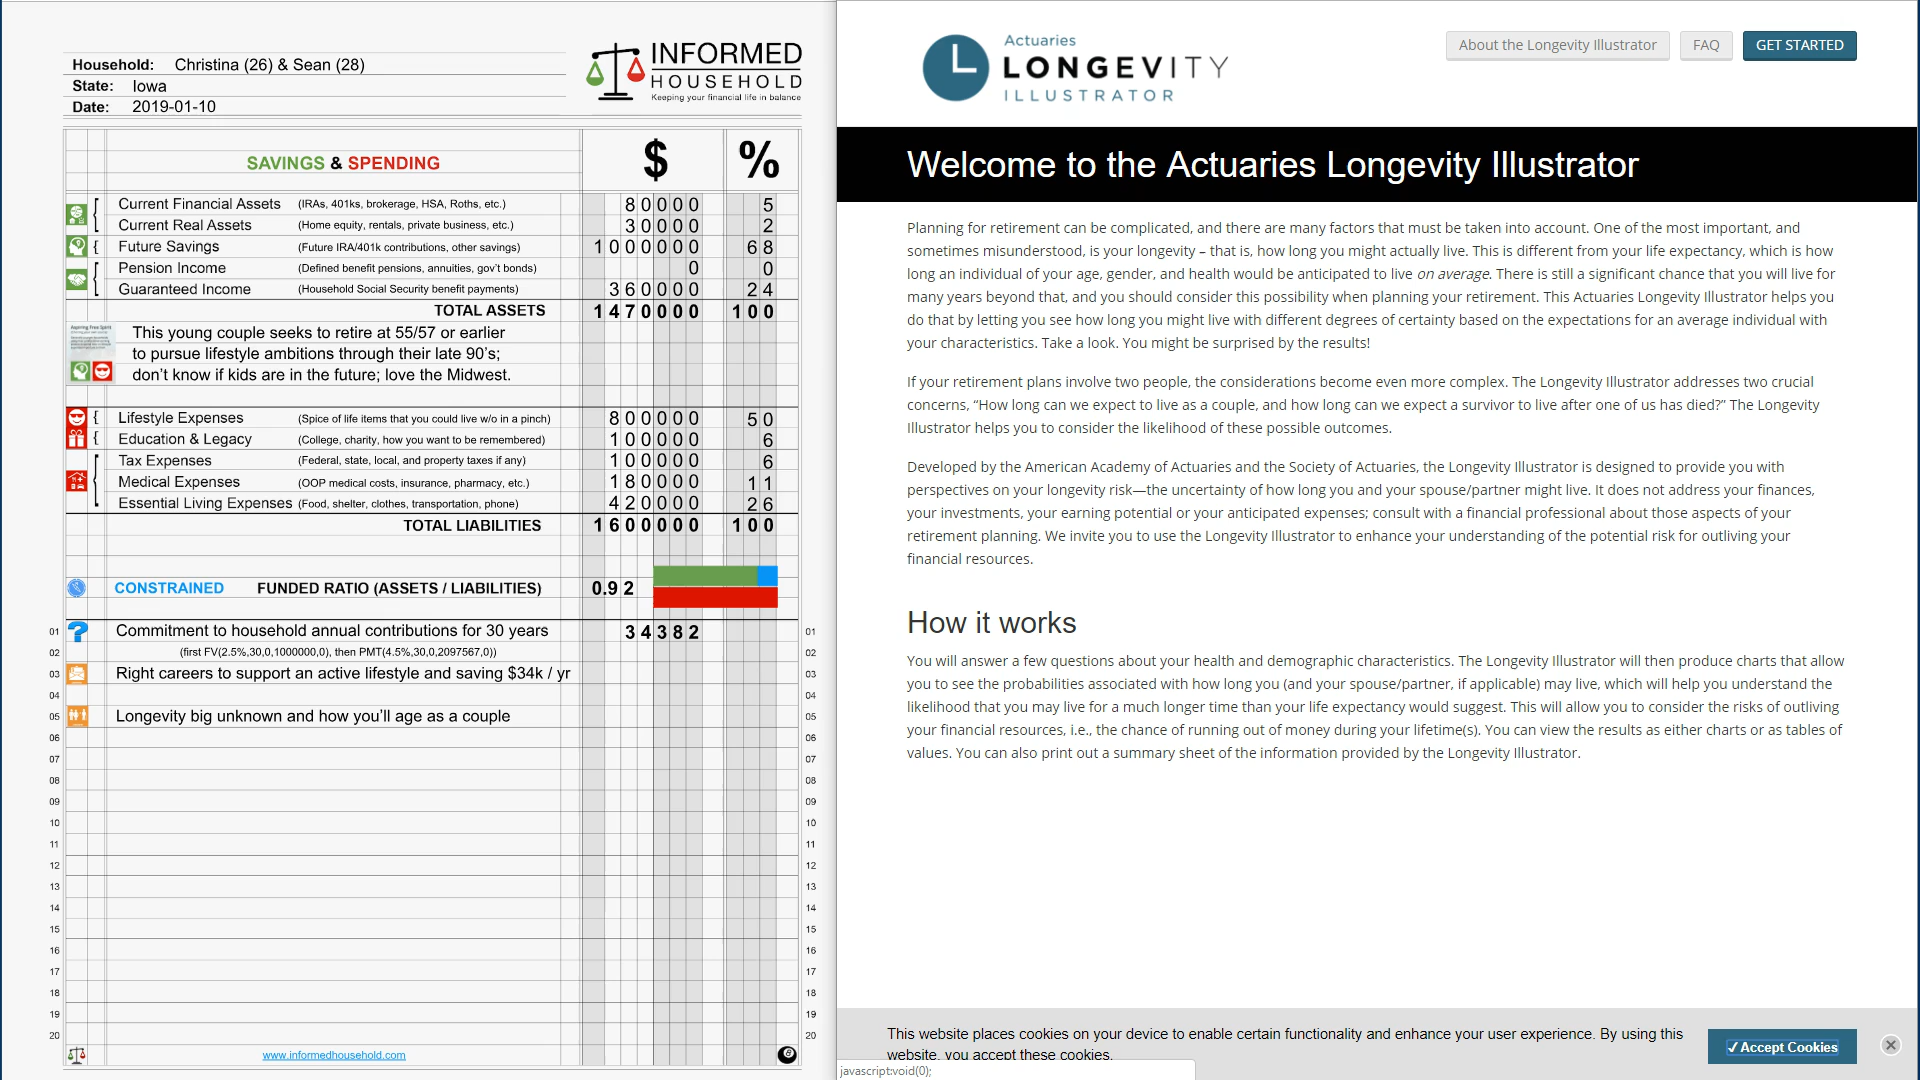 Household: Christina (26) & Sean (28)
State: Iowa
Date: 2019-01-10
INFORMED
HOUSEHOLD
Keeping your financial life in balance
SAVINGS & SPENDING $ %
Current Financial Assets (IRAs, 401ks, brokerage, HSA, Roths, etc.) 80000 5
Current Real Assets (Home equity, rentals, private business, etc.) 30000 2
Future Savings (Future IRA/401k contributions, other savings) 1000000 68
Pension Income (Defined benefit pensions, annuities, gov't bonds) 0 0
Guaranteed Income (Household Social Security benefit payments) 360000 24
TOTAL ASSETS 1470000 100
This young couple seeks to retire at 55/57 or earlier
to pursue lifestyle ambitions through their late 90's;
don't know if kids are in the future; love the Midwest.
Lifestyle Expenses (Spice of life items that you could live w/o in a pinch) 800000 50
Education & Legacy (College, charity, how you want to be remembered) 100000 6
Tax Expenses (Federal, state, local, and property taxes if any) 100000 6
Medical Expenses (OOP medical costs, insurance, pharmacy, etc.) 180000 11
Essential Living Expenses (Food, shelter, clothes, transportation, phone) 420000 26
TOTAL LIABILITIES 1600000 100
CONSTRAINED FUNDED RATIO (ASSETS / LIABILITIES) 0.92
01 ? Commitment to household annual contributions for 30 years 34382 01
02 (first FV(2.5%,30,0,1000000,0), then PMT(4.5%,30,0,2097567,0)) 02
03 Right careers to support an active lifestyle and saving $34k / yr 03
04 04
05 Longevity big unknown and how you'll age as a couple 05
06 06
07 07
08 08
09 09
10 10
11 11
12 12
13 13
14 14
15 15
16 16
17 17
18 18
19 19
20 20
www.informedhousehold.com
Actuaries
LONGEVITY
ILLUSTRATOR
About the Longevity Illustrator FAQ GET STARTED
Welcome to the Actuaries Longevity Illustrator
Planning for retirement can be complicated, and there are many factors that must be taken into account. One of the most important, and
sometimes misunderstood, is your longevity – that is, how long you might actually live. This is different from your life expectancy, which is how
long an individual of your age, gender, and health would be anticipated to live on average. There is still a significant chance that you will live for
many years beyond that, and you should consider this possibility when planning your retirement. This Actuaries Longevity Illustrator helps you
do that by letting you see how long you might live with different degrees of certainty based on the expectations for an average individual with
your characteristics. Take a look. You might be surprised by the results!
If your retirement plans involve two people, the considerations become even more complex. The Longevity Illustrator addresses two crucial
concerns, “How long can we expect to live as a couple, and how long can we expect a survivor to live after one of us has died?” The Longevity
Illustrator helps you to consider the likelihood of these possible outcomes.
Developed by the American Academy of Actuaries and the Society of Actuaries, the Longevity Illustrator is designed to provide you with
perspectives on your longevity risk—the uncertainty of how long you and your spouse/partner might live. It does not address your finances,
your investments, your earning potential or your anticipated expenses; consult with a financial professional about those aspects of your
retirement planning. We invite you to use the Longevity Illustrator to enhance your understanding of the potential risk for outliving your
financial resources.
How it works
You will answer a few questions about your health and demographic characteristics. The Longevity Illustrator will then produce charts that allow
you to see the probabilities associated with how long you (and your spouse/partner, if applicable) may live, which will help you understand the
likelihood that you may live for a much longer time than your life expectancy would suggest. This will allow you to consider the risks of outliving
your financial resources, i.e., the chance of running out of money during your lifetime(s). You can view the results as either charts or as tables of
values. You can also print out a summary sheet of the information provided by the Longevity Illustrator.
This website places cookies on your device to enable certain functionality and enhance your user experience. By using this
website, you accept these cookies.
✓Accept Cookies
javascript:void(0);